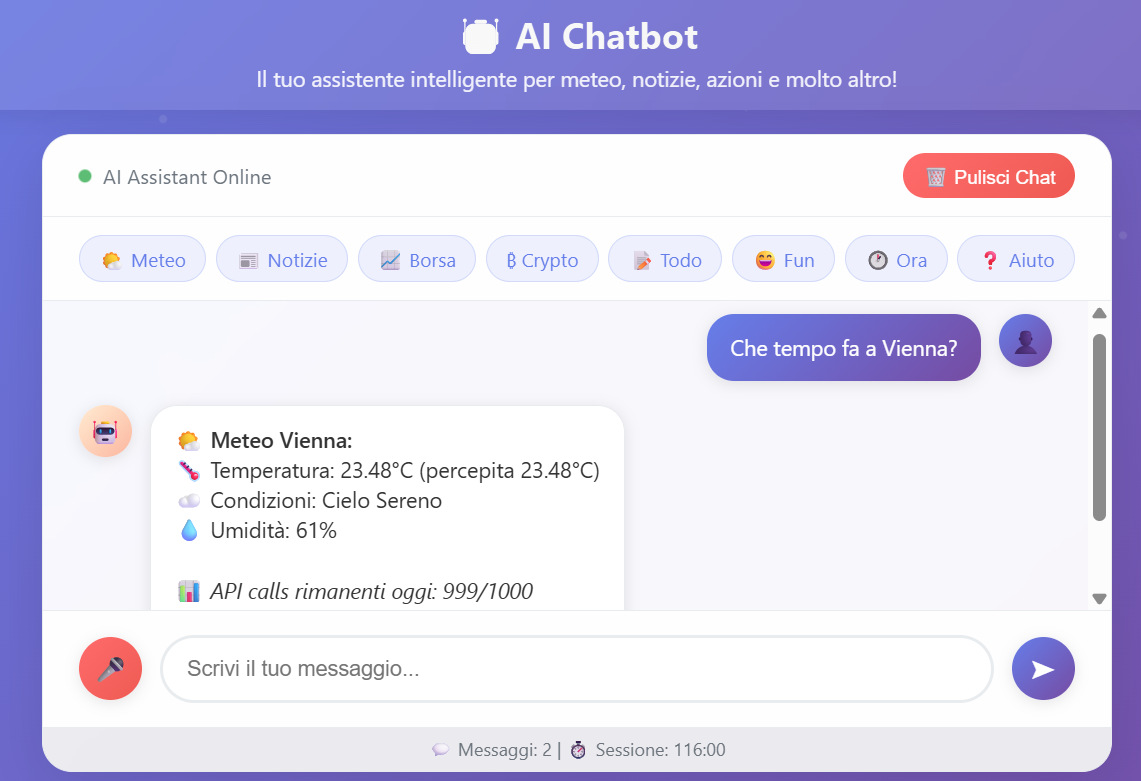 AI Chatbot
Il tuo assistente intelligente per meteo, notizie, azioni e molto altro!
AI Assistant Online
Pulisci Chat
Meteo Notizie Borsa ₿ Crypto Todo Fun Ora ❓ Aiuto
Che tempo fa a Vienna?
Meteo Vienna:
Temperatura: 23.48°C (percepita 23.48°C)
Condizioni: Cielo Sereno
Umidità: 61%
API calls rimanenti oggi: 999/1000
Scrivi il tuo messaggio...
Messaggi: 2 | Sessione: 116:00